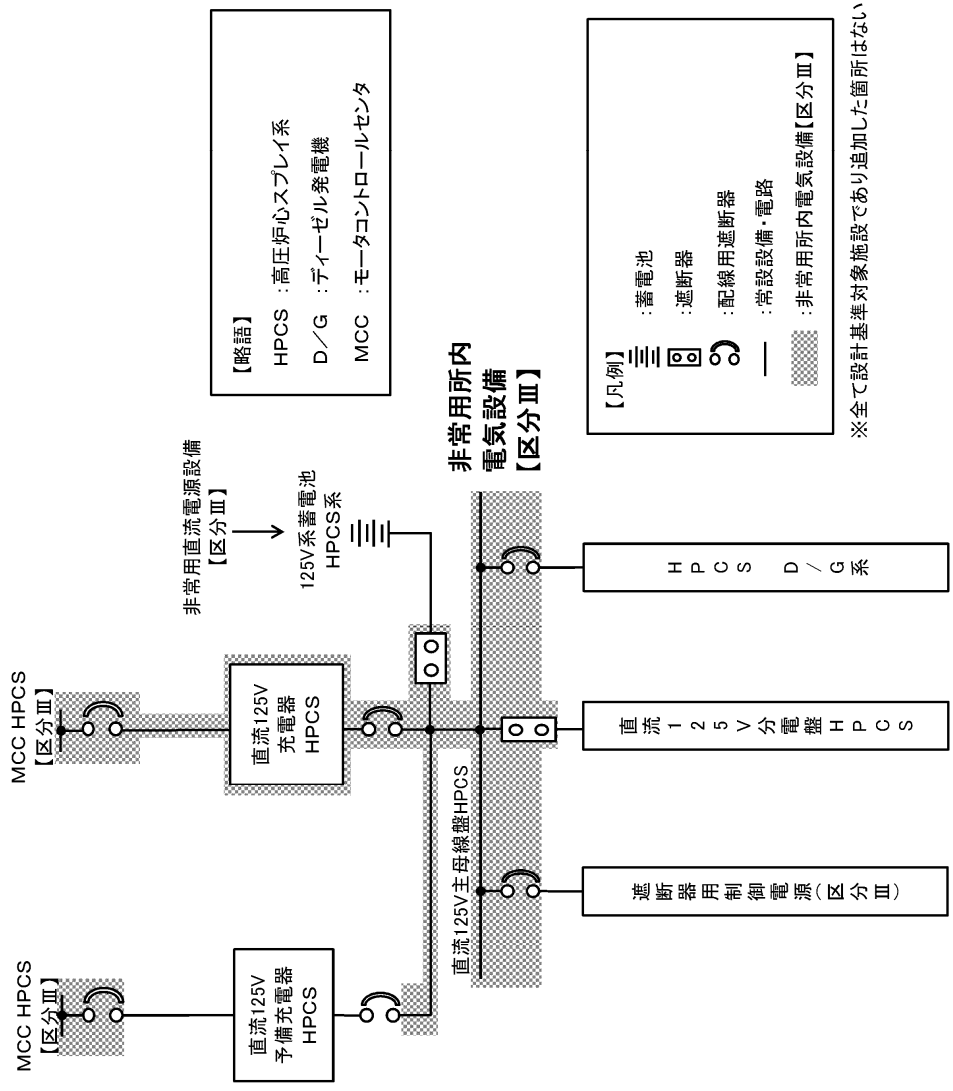 MCC HPCS
【区分Ⅲ】
直流125V
予備充電器
HPCS
MCC HPCS
【区分Ⅲ】
直流125V
充電器
HPCS
非常用直流電源設備
【区分Ⅲ】
125V系蓄電池
HPCS系
直流125V主母線盤HPCS
非常用所内
電気設備
【区分Ⅲ】
遮断器用制御電源(区分Ⅲ)
直流125V分電盤HPCS
HPCS D/G系
【略語】
HPCS :高圧炉心スプレイ系
D/G :ディーゼル発電機
MCC :モータコントロールセンタ
【凡例】
:蓄電池
:遮断器
:配線用遮断器
:常設設備・電路
:非常用所内電気設備【区分Ⅲ】
※全て設計基準対象施設であり追加した箇所はない